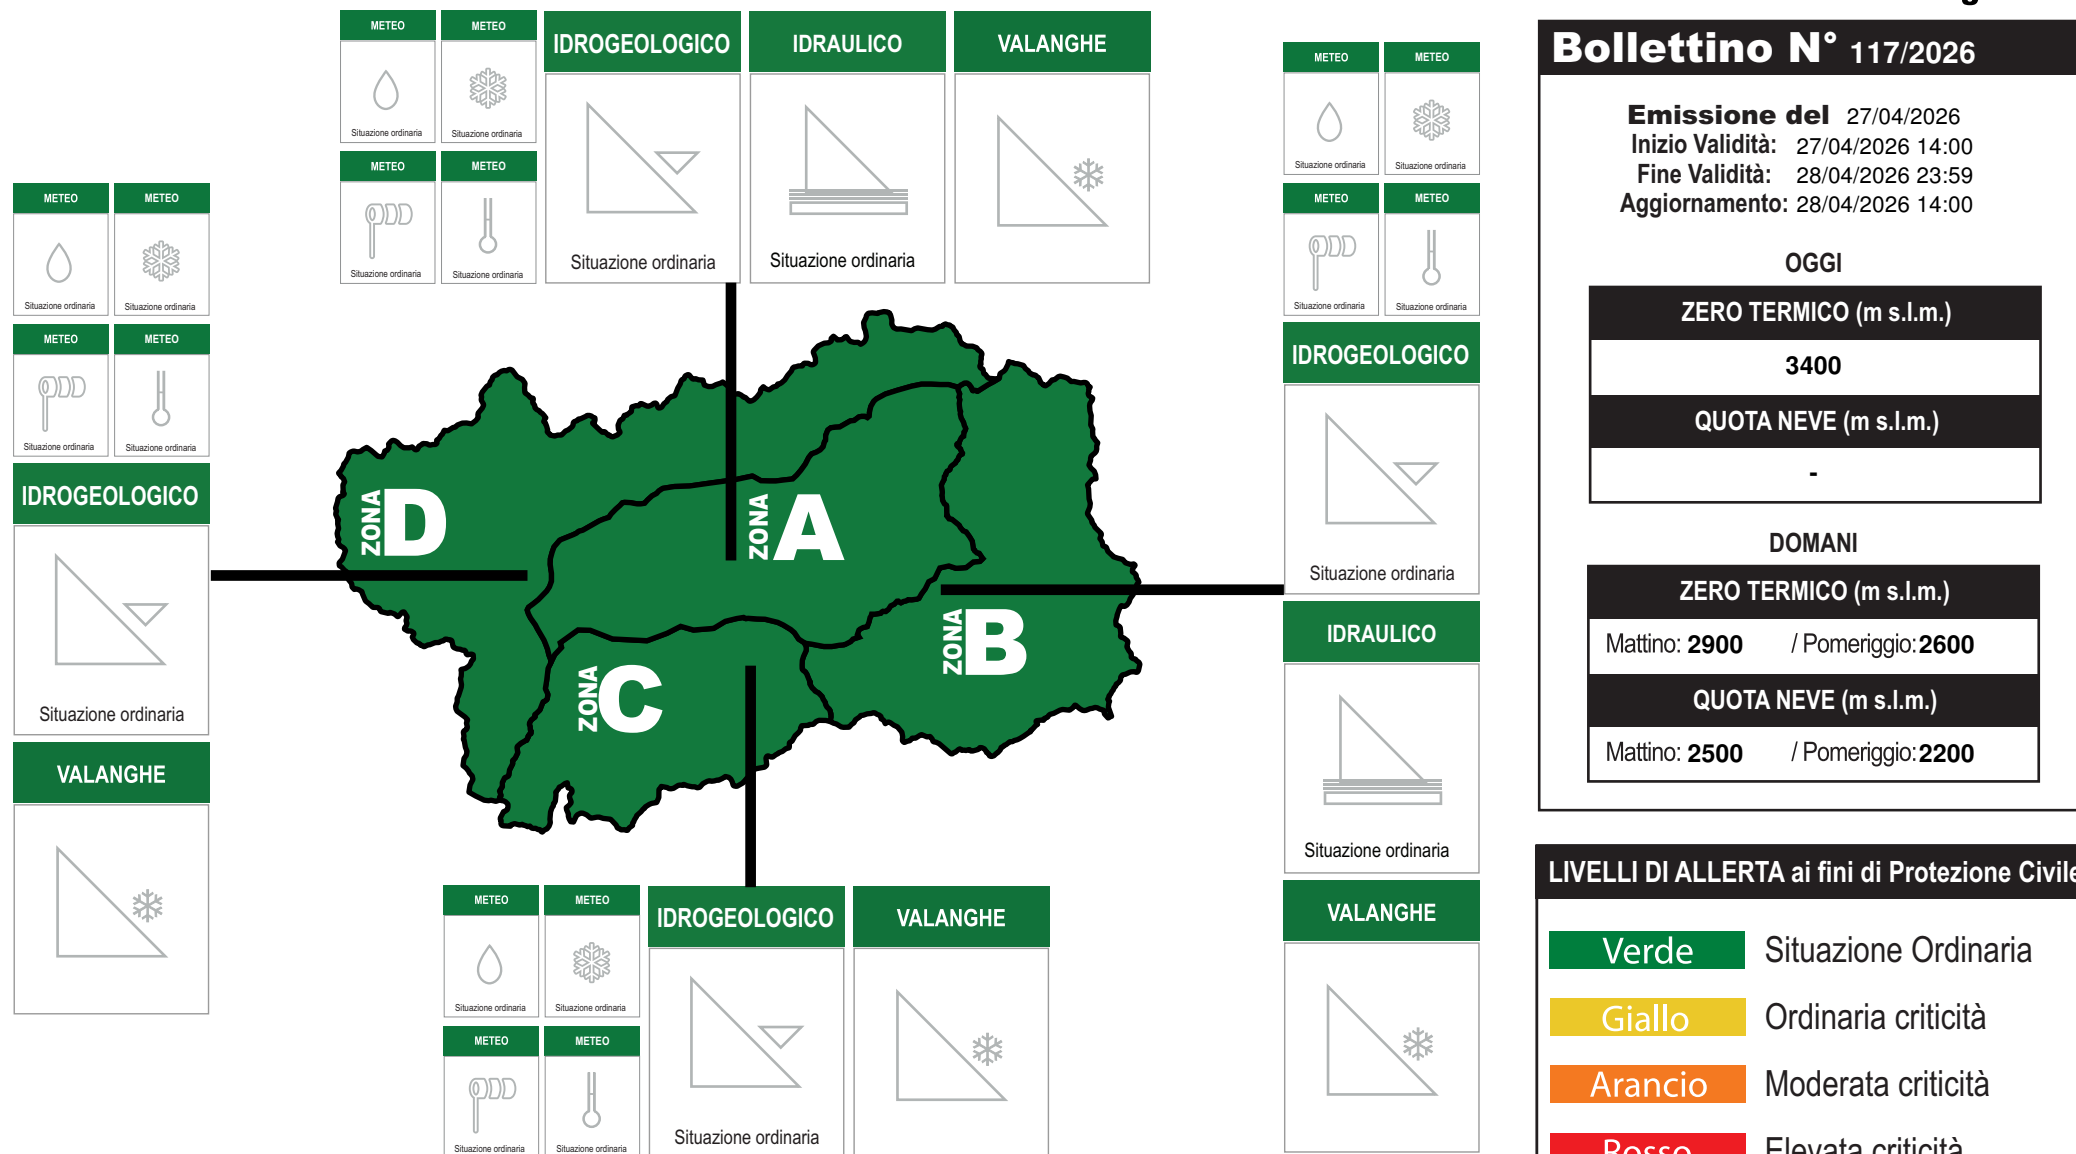 METEO METEO
Situazione ordinaria Situazione ordinaria
METEO METEO
Situazione ordinaria Situazione ordinaria
IDROGEOLOGICO
Situazione ordinaria
IDRAULICO
Situazione ordinaria
VALANGHE
METEO METEO
Situazione ordinaria Situazione ordinaria
METEO METEO
Situazione ordinaria Situazione ordinaria
IDROGEOLOGICO
Situazione ordinaria
VALANGHE
ZONA D
ZONA A
ZONA B
ZONA C
METEO METEO
Situazione ordinaria Situazione ordinaria
METEO METEO
Situazione ordinaria Situazione ordinaria
IDROGEOLOGICO
Situazione ordinaria
VALANGHE
METEO METEO
Situazione ordinaria Situazione ordinaria
METEO METEO
Situazione ordinaria Situazione ordinaria
IDROGEOLOGICO
Situazione ordinaria
IDRAULICO
Situazione ordinaria
VALANGHE
Bollettino N° 117/2026
Emissione del 27/04/2026
Inizio Validità: 27/04/2026 14:00
Fine Validità: 28/04/2026 23:59
Aggiornamento: 28/04/2026 14:00
OGGI
ZERO TERMICO (m s.l.m.)
3400
QUOTA NEVE (m s.l.m.)
-
DOMANI
ZERO TERMICO (m s.l.m.)
Mattino: 2900 / Pomeriggio: 2600
QUOTA NEVE (m s.l.m.)
Mattino: 2500 / Pomeriggio: 2200
LIVELLI DI ALLERTA ai fini di Protezione Civile
Verde Situazione Ordinaria
Giallo Ordinaria criticità
Arancio Moderata criticità
Rosso Elevata criticità